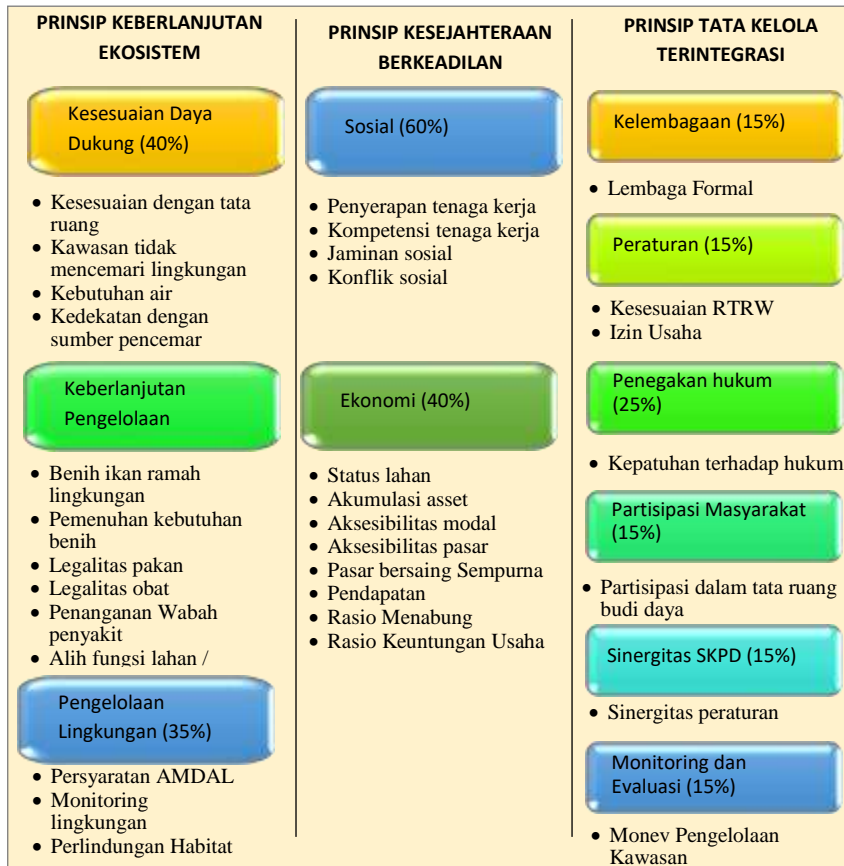 PRINSIP KEBERLANJUTAN
EKOSISTEM
Kesesuaian Daya
Dukung (40%)
• Kesesuaian dengan tata
ruang
• Kawasan tidak
mencemari lingkungan
• Kebutuhan air
• Kedekatan dengan
sumber pencemar
Keberlanjutan
Pengelolaan
• Benih ikan ramah
lingkungan
• Pemenuhan kebutuhan
benih
• Legalitas pakan
• Legalitas obat
• Penanganan Wabah
penyakit
• Alih fungsi lahan /
Pengelolaan
Lingkungan (35%)
• Persyaratan AMDAL
• Monitoring
lingkungan
• Perlindungan Habitat
PRINSIP KESEJAHTERAAN
BERKEADILAN
Sosial (60%)
• Penyerapan tenaga kerja
• Kompetensi tenaga kerja
• Jaminan sosial
• Konflik sosial
Ekonomi (40%)
• Status lahan
• Akumulasi asset
• Aksesibilitas modal
• Aksesibilitas pasar
• Pasar bersaing Sempurna
• Pendapatan
• Rasio Menabung
• Rasio Keuntungan Usaha
PRINSIP TATA KELOLA
TERINTEGRASI
Kelembagaan (15%)
• Lembaga Formal
Peraturan (15%)
• Kesesuaian RTRW
• Izin Usaha
Penegakan hukum
(25%)
• Kepatuhan terhadap hukum
Partisipasi Masyarakat
(15%)
• Partisipasi dalam tata ruang
budi daya
Sinergitas SKPD (15%)
• Sinergitas peraturan
Monitoring dan
Evaluasi (15%)
• Monev Pengelolaan
Kawasan